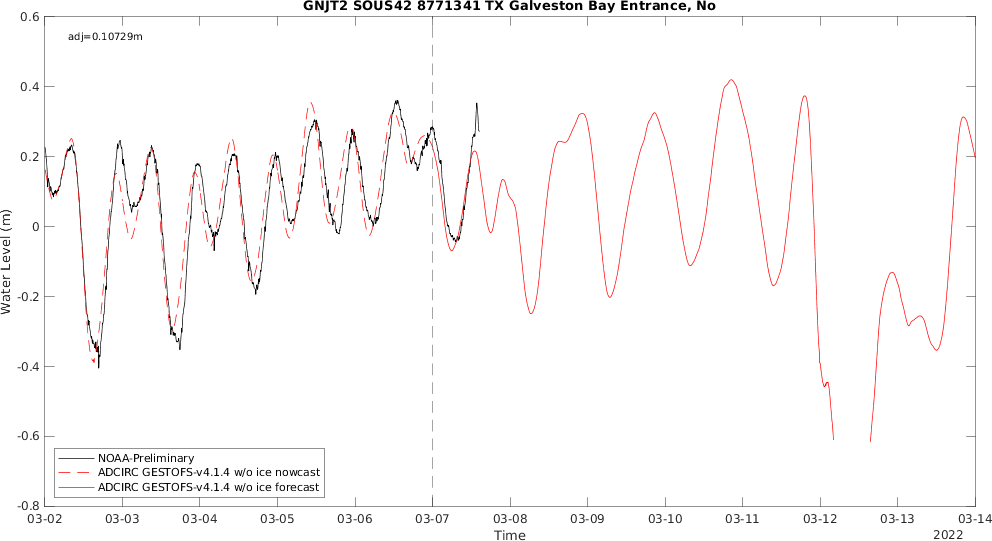 GNJT2 SOUS42 8771341 TX Galveston Bay Entrance, No
adj=0.10729m
0.6
0.4
0.2
0
-0.2
-0.4
-0.6
-0.8
Water Level (m)
NOAA-Preliminary
ADCIRC GESTOFS-v4.1.4 w/o ice nowcast
ADCIRC GESTOFS-v4.1.4 w/o ice forecast
03-02 03-03 03-04 03-05 03-06 03-07 03-08 03-09 03-10 03-11 03-12 03-13 03-14
Time
2022